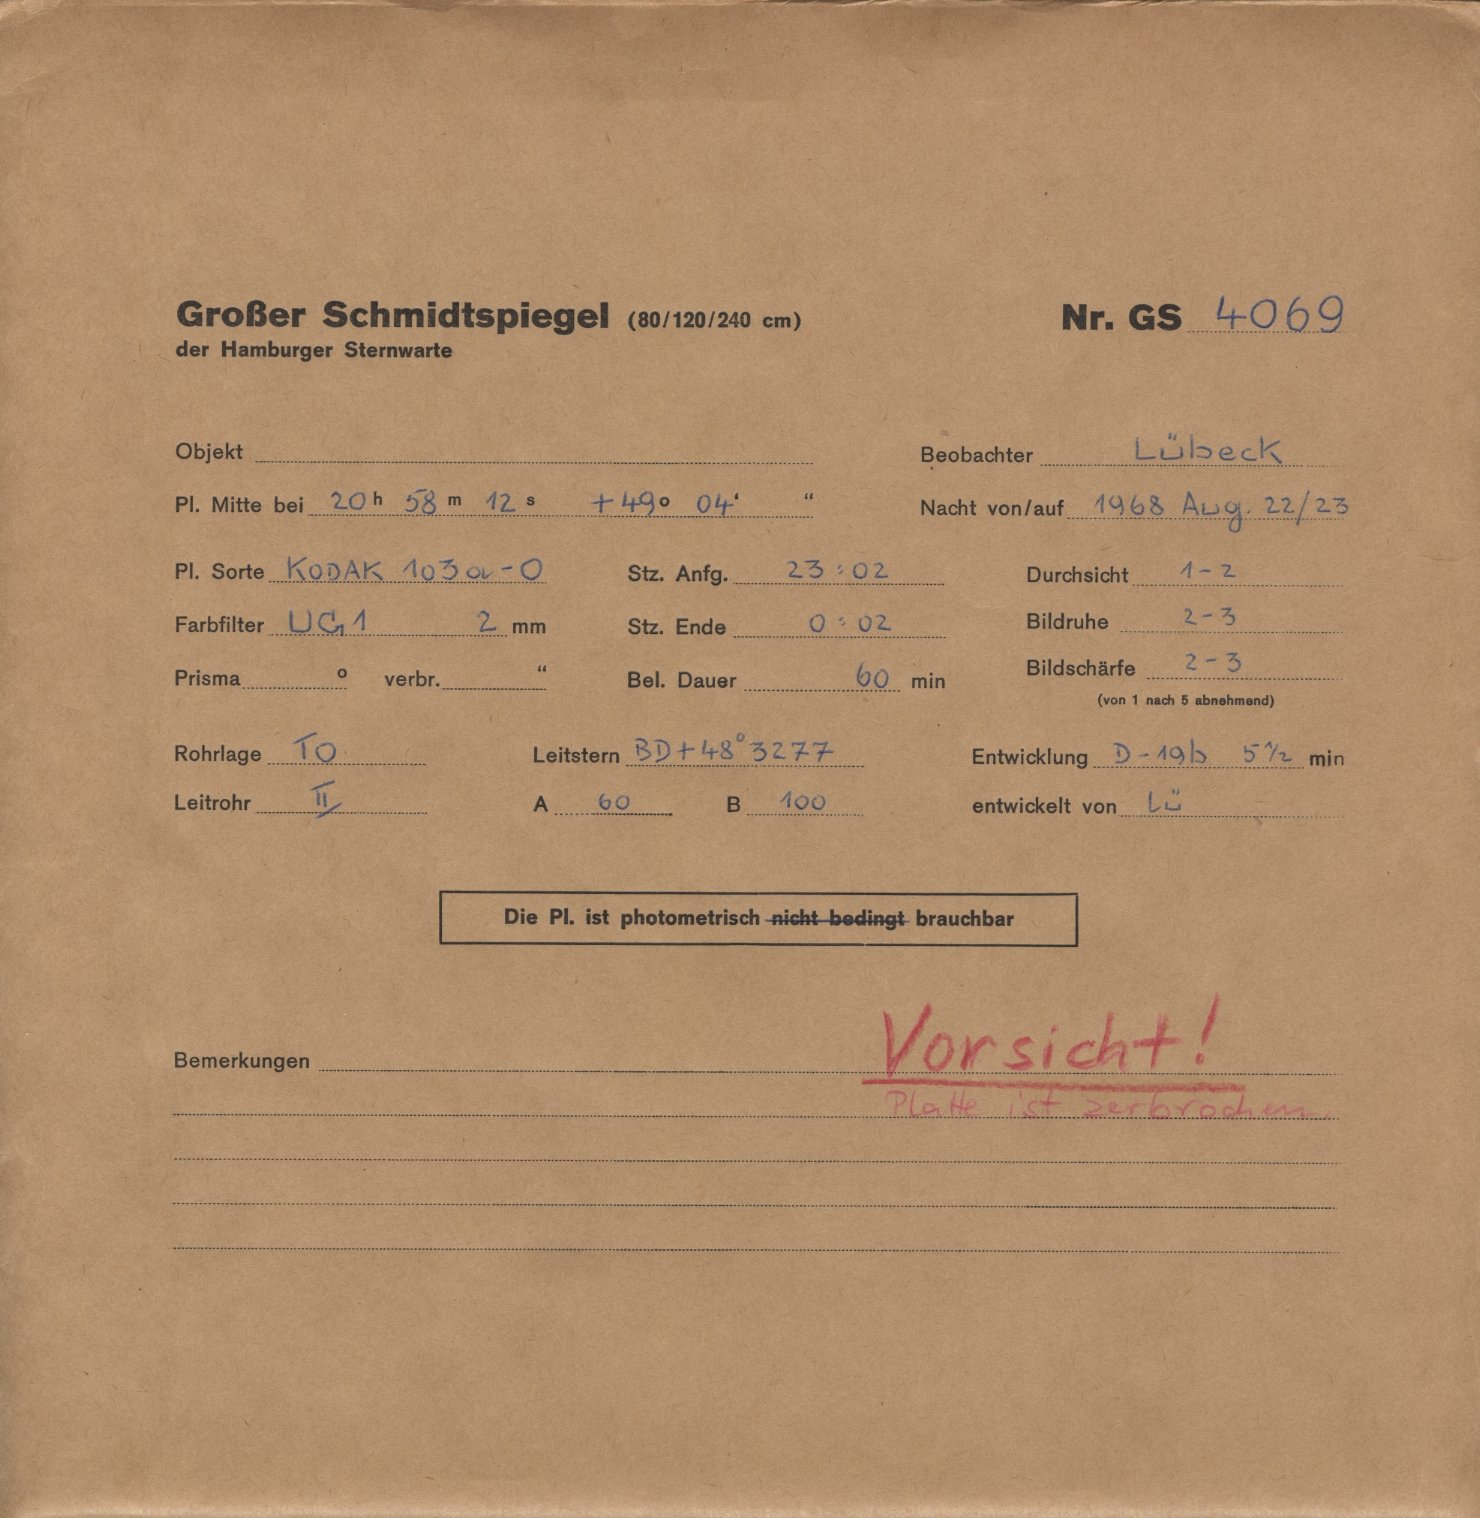 Großer Schmidtspiegel (80/120/240 cm) Nr. GS 4069
der Hamburger Sternwarte
Objekt Beobachter Lübeck
Pl. Mitte bei 20 h 58 m 12 s +49° 04' “ Nacht von/auf 1968 Aug. 22/23
Pl. Sorte KODAK 103a-O Stz. Anfg. 23:02 Durchsicht 1-2
Farbfilter UG1 2 mm Stz. Ende 0:02 Bildruhe 2-3
Prisma ° verbr. “ Bel. Dauer 60 min Bildschärfe 2-3
(von 1 nach 5 abnehmend)
Rohrlage TO Leitstern BD+48°3277 Entwicklung D-19b 5½ min
Leitrohr II A 60 B 100 entwickelt von Lü
Die Pl. ist photometrisch nicht bedingt brauchbar
Bemerkungen Vorsicht!
Platte ist zerbrochen.